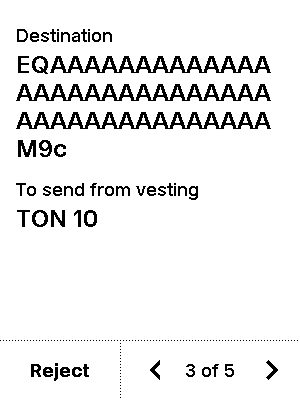 Destination
EQAAAAAAAAAAAAA
AAAAAAAAAAAAAAA
AAAAAAAAAAAAAAA
M9c
To send from vesting
TON 10
Reject
3 of 5